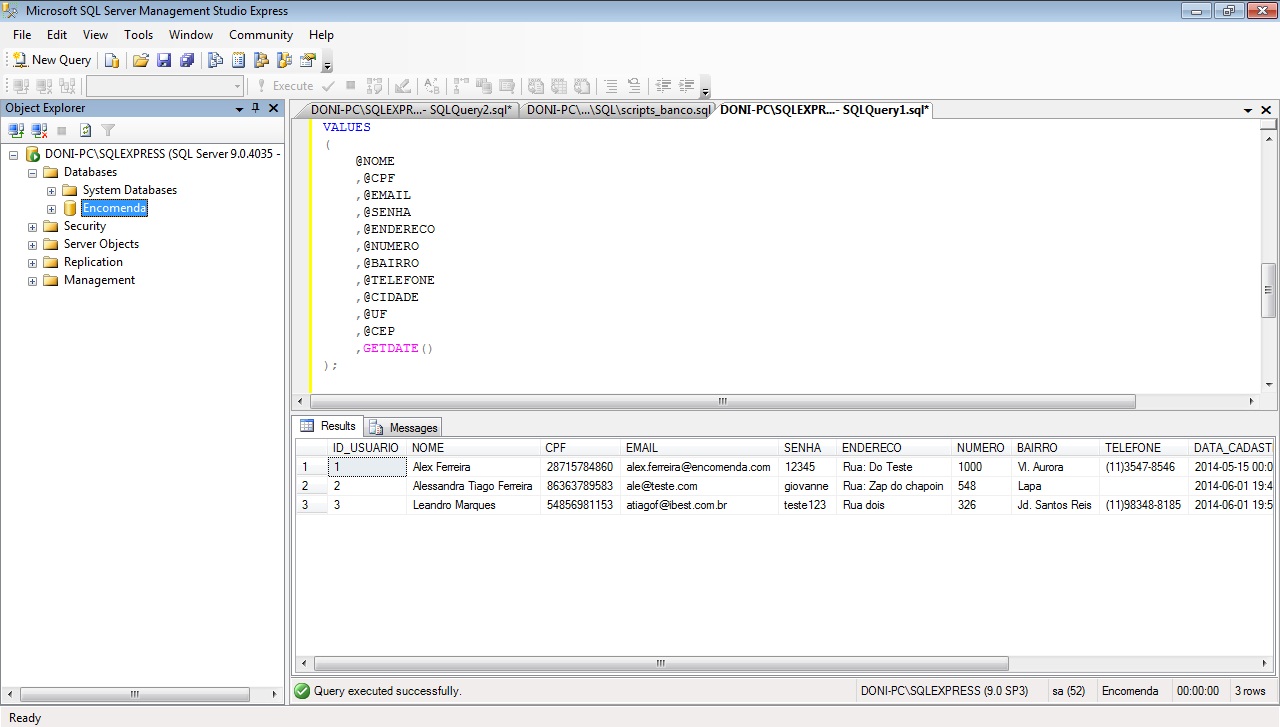 Microsoft SQL Server Management Studio Express
File Edit View Tools Window Community Help
New Query
Execute
Object Explorer
DONI-PC\SQLEXPRESS (SQL Server 9.0.4035 -
Databases
System Databases
Encomenda
Security
Server Objects
Replication
Management
DONI-PC\SQLEXPR...- SQLQuery2.sql* DONI-PC\...\SQL\scripts_banco.sql DONI-PC\SQLEXPR...- SQLQuery1.sql*
VALUES
(
@NOME
,@CPF
,@EMAIL
,@SENHA
,@ENDERECO
,@NUMERO
,@BAIRRO
,@TELEFONE
,@CIDADE
,@UF
,@CEP
,GETDATE()
);
Results Messages
ID_USUARIO NOME CPF EMAIL SENHA ENDERECO NUMERO BAIRRO TELEFONE DATA_CADAST
1 1 Alex Ferreira 28715784860 alex.ferreira@encomenda.com 12345 Rua: Do Teste 1000 Vl. Aurora (11)3547-8546 2014-05-15 00:0
2 2 Alessandra Tiago Ferreira 86363789583 ale@teste.com giovanne Rua: Zap do chapoin 548 Lapa 2014-06-01 19:4
3 3 Leandro Marques 54856981153 atiagof@ibest.com.br teste123 Rua dois 326 Jd. Santos Reis (11)98348-8185 2014-06-01 19:5
Query executed successfully. DONI-PC\SQLEXPRESS (9.0 SP3) sa (52) Encomenda 00:00:00 3 rows
Ready